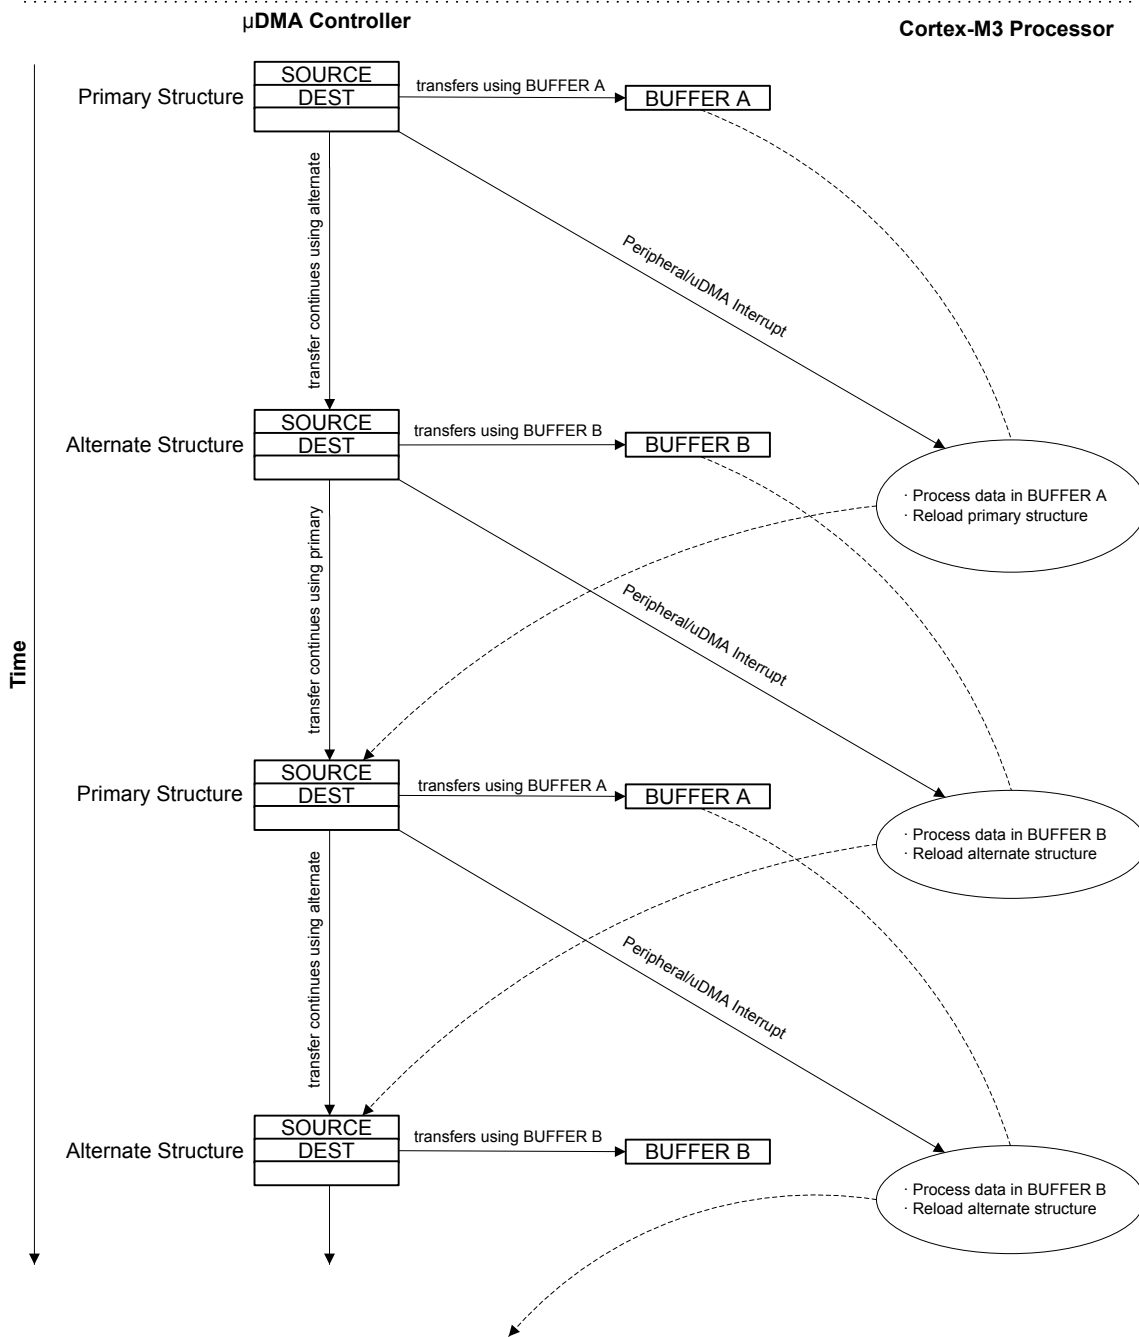 µDMA Controller
Cortex-M3 Processor
SOURCE
transfers using BUFFER A
Primary Structure
DEST
BUFFER A
transfer continues using alternate
Peripheral/uDMA Interrupt
SOURCE
transfers using BUFFER B
Alternate Structure
DEST
BUFFER B
· Process data in BUFFER A
· Reload primary structure
transfer continues using primary
Peripheral/uDMA Interrupt
Time
SOURCE
transfers using BUFFER A
Primary Structure
DEST
BUFFER A
· Process data in BUFFER B
· Reload alternate structure
transfer continues using alternate
Peripheral/uDMA Interrupt
SOURCE
transfers using BUFFER B
Alternate Structure
DEST
BUFFER B
· Process data in BUFFER B
· Reload alternate structure